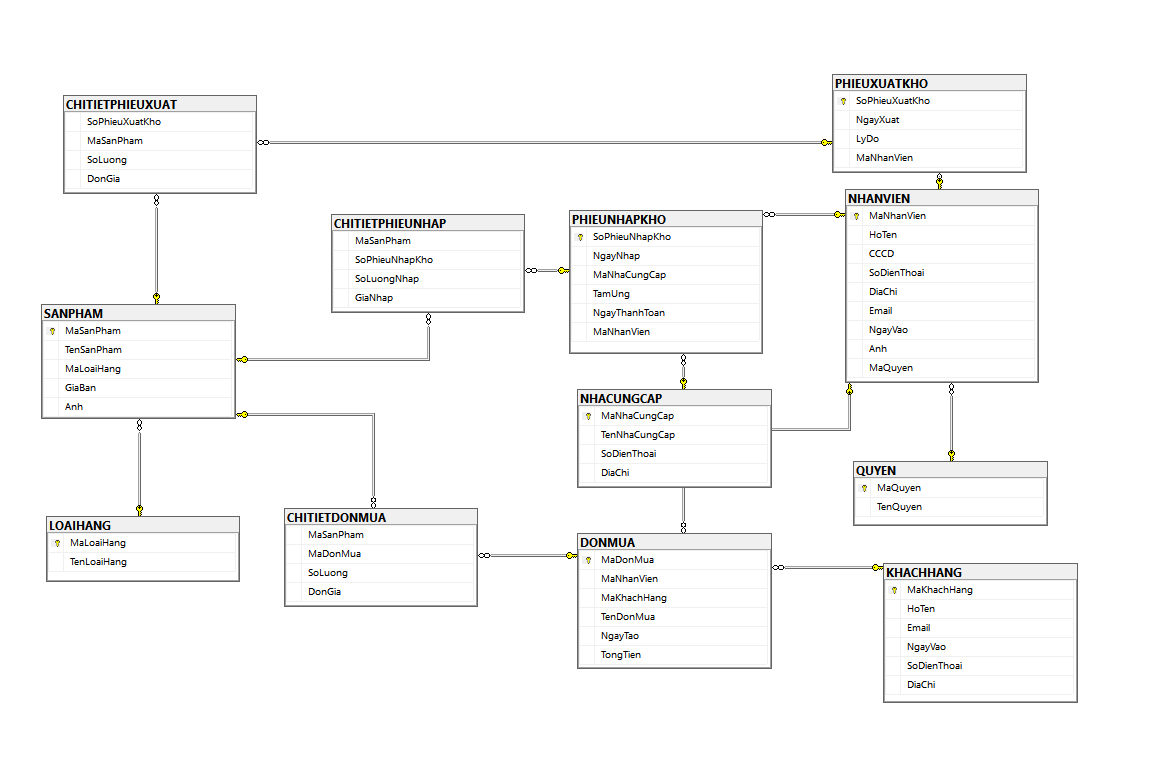 CHITIETPHIEUXUAT
SoPhieuXuatKho
MaSanPham
SoLuong
DonGia
PHIEUXUATKHO
SoPhieuXuatKho
NgayXuat
LyDo
MaNhanVien
CHITIETPHIEUNHAP
MaSanPham
SoPhieuNhapKho
SoLuongNhap
GiaNhap
PHIEUNHAPKHO
SoPhieuNhapKho
NgayNhap
MaNhaCungCap
TamUng
NgayThanhToan
MaNhanVien
NHANVIEN
MaNhanVien
HoTen
CCCD
SoDienThoai
DiaChi
Email
NgayVao
Anh
MaQuyen
SANPHAM
MaSanPham
TenSanPham
MaLoaiHang
GiaBan
Anh
NHACUNGCAP
MaNhaCungCap
TenNhaCungCap
SoDienThoai
DiaChi
QUYEN
MaQuyen
TenQuyen
LOAIHANG
MaLoaiHang
TenLoaiHang
CHITIETDONMUA
MaSanPham
MaDonMua
SoLuong
DonGia
DONMUA
MaDonMua
MaNhanVien
MaKhachHang
TenDonMua
NgayTao
TongTien
KHACHHANG
MaKhachHang
HoTen
Email
NgayVao
SoDienThoai
DiaChi